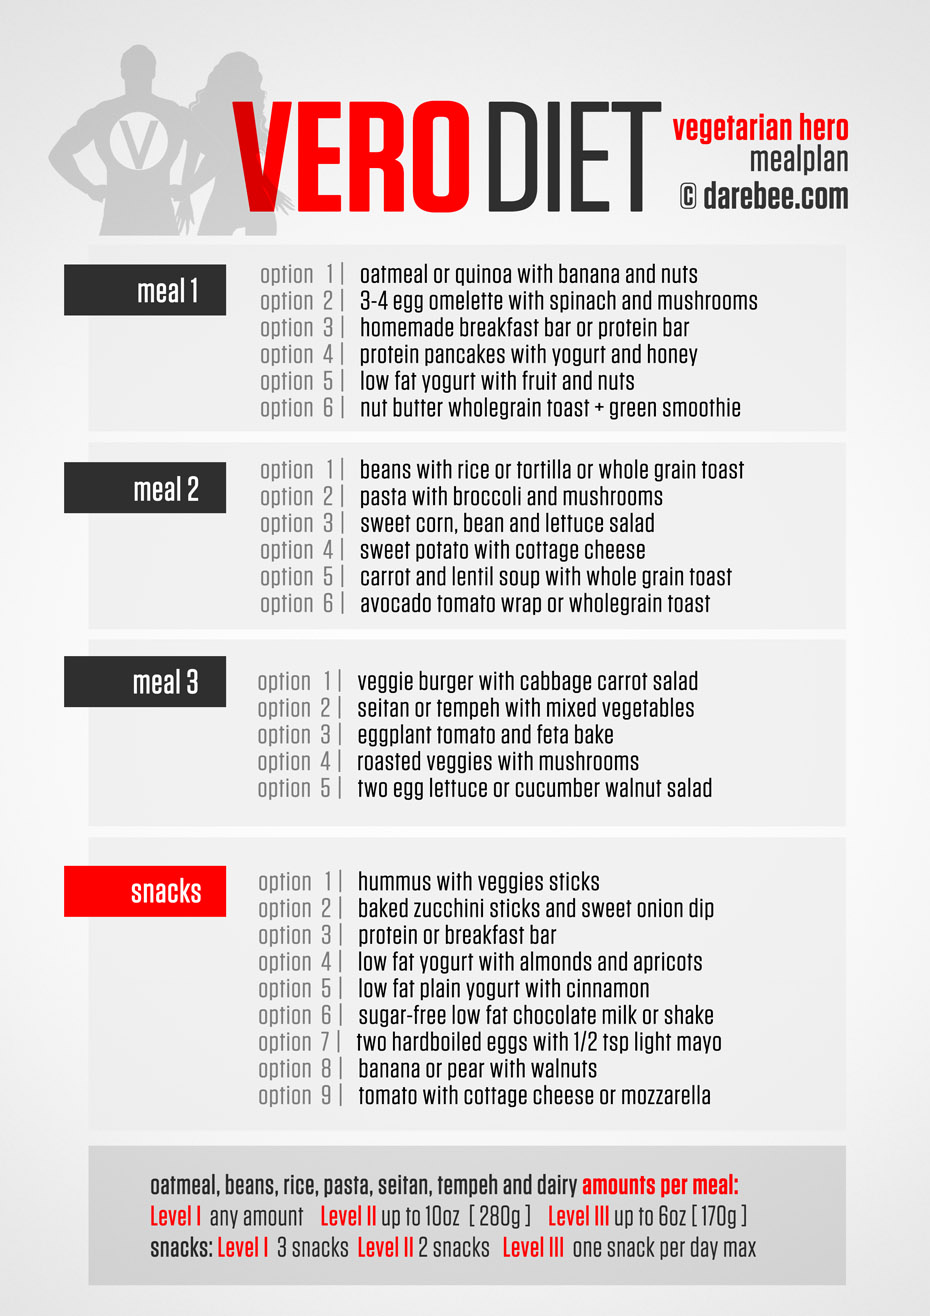 V
VERO DIET
vegetarian hero
mealplan
© darebee.com
meal 1
option 1 | oatmeal or quinoa with banana and nuts
option 2 | 3-4 egg omelette with spinach and mushrooms
option 3 | homemade breakfast bar or protein bar
option 4 | protein pancakes with yogurt and honey
option 5 | low fat yogurt with fruit and nuts
option 6 | nut butter wholegrain toast + green smoothie
meal 2
option 1 | beans with rice or tortilla or whole grain toast
option 2 | pasta with broccoli and mushrooms
option 3 | sweet corn, bean and lettuce salad
option 4 | sweet potato with cottage cheese
option 5 | carrot and lentil soup with whole grain toast
option 6 | avocado tomato wrap or wholegrain toast
meal 3
option 1 | veggie burger with cabbage carrot salad
option 2 | seitan or tempeh with mixed vegetables
option 3 | eggplant tomato and feta bake
option 4 | roasted veggies with mushrooms
option 5 | two egg lettuce or cucumber walnut salad
snacks
option 1 | hummus with veggies sticks
option 2 | baked zucchini sticks and sweet onion dip
option 3 | protein or breakfast bar
option 4 | low fat yogurt with almonds and apricots
option 5 | low fat plain yogurt with cinnamon
option 6 | sugar-free low fat chocolate milk or shake
option 7 | two hardboiled eggs with 1/2 tsp light mayo
option 8 | banana or pear with walnuts
option 9 | tomato with cottage cheese or mozzarella
oatmeal, beans, rice, pasta, seitan, tempeh and dairy amounts per meal:
Level I any amount Level II up to 10oz [ 280g ] Level III up to 6oz [ 170g ]
snacks: Level I 3 snacks Level II 2 snacks Level III one snack per day max